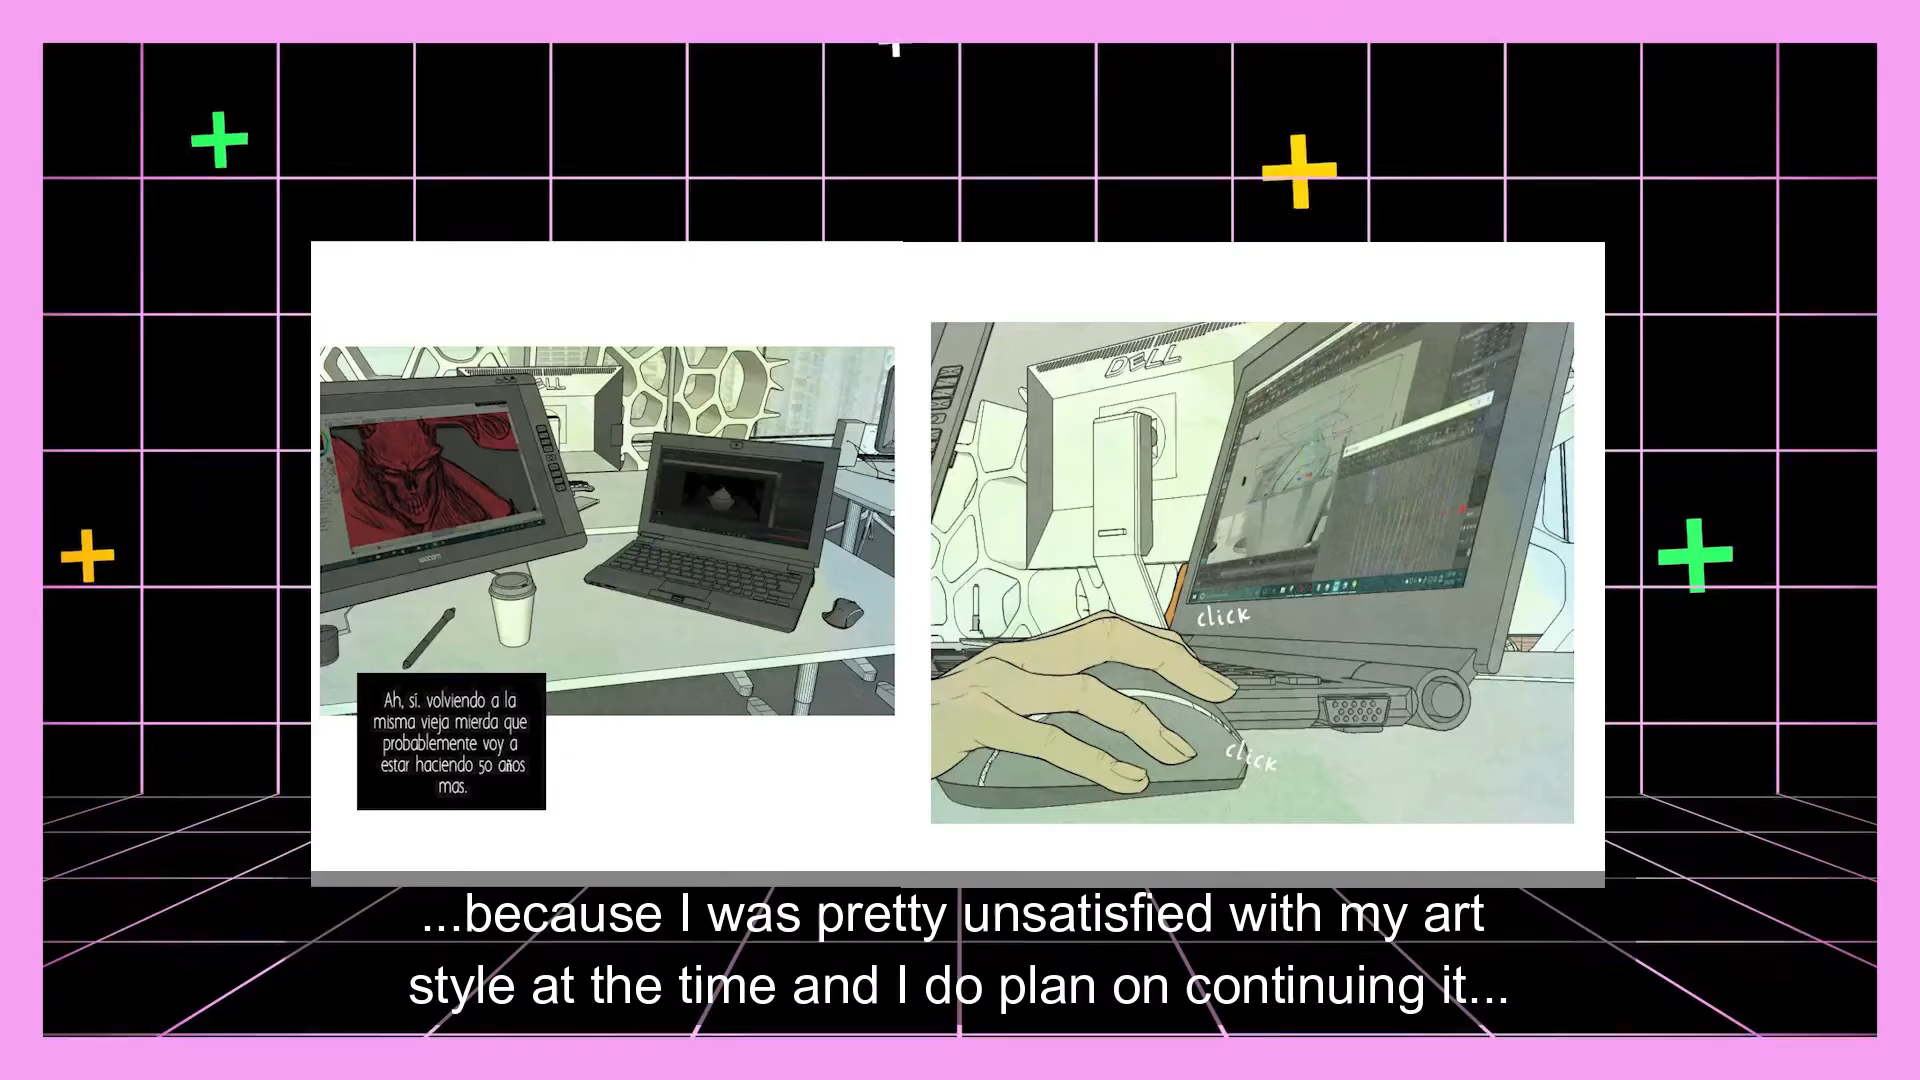 DELL
wacom
Ah, sí. volviendo a la
misma vieja mierda que
probablemente voy a
estar haciendo 50 años
mas.
click
click
...because I was pretty unsatisfied with my art
style at the time and I do plan on continuing it...